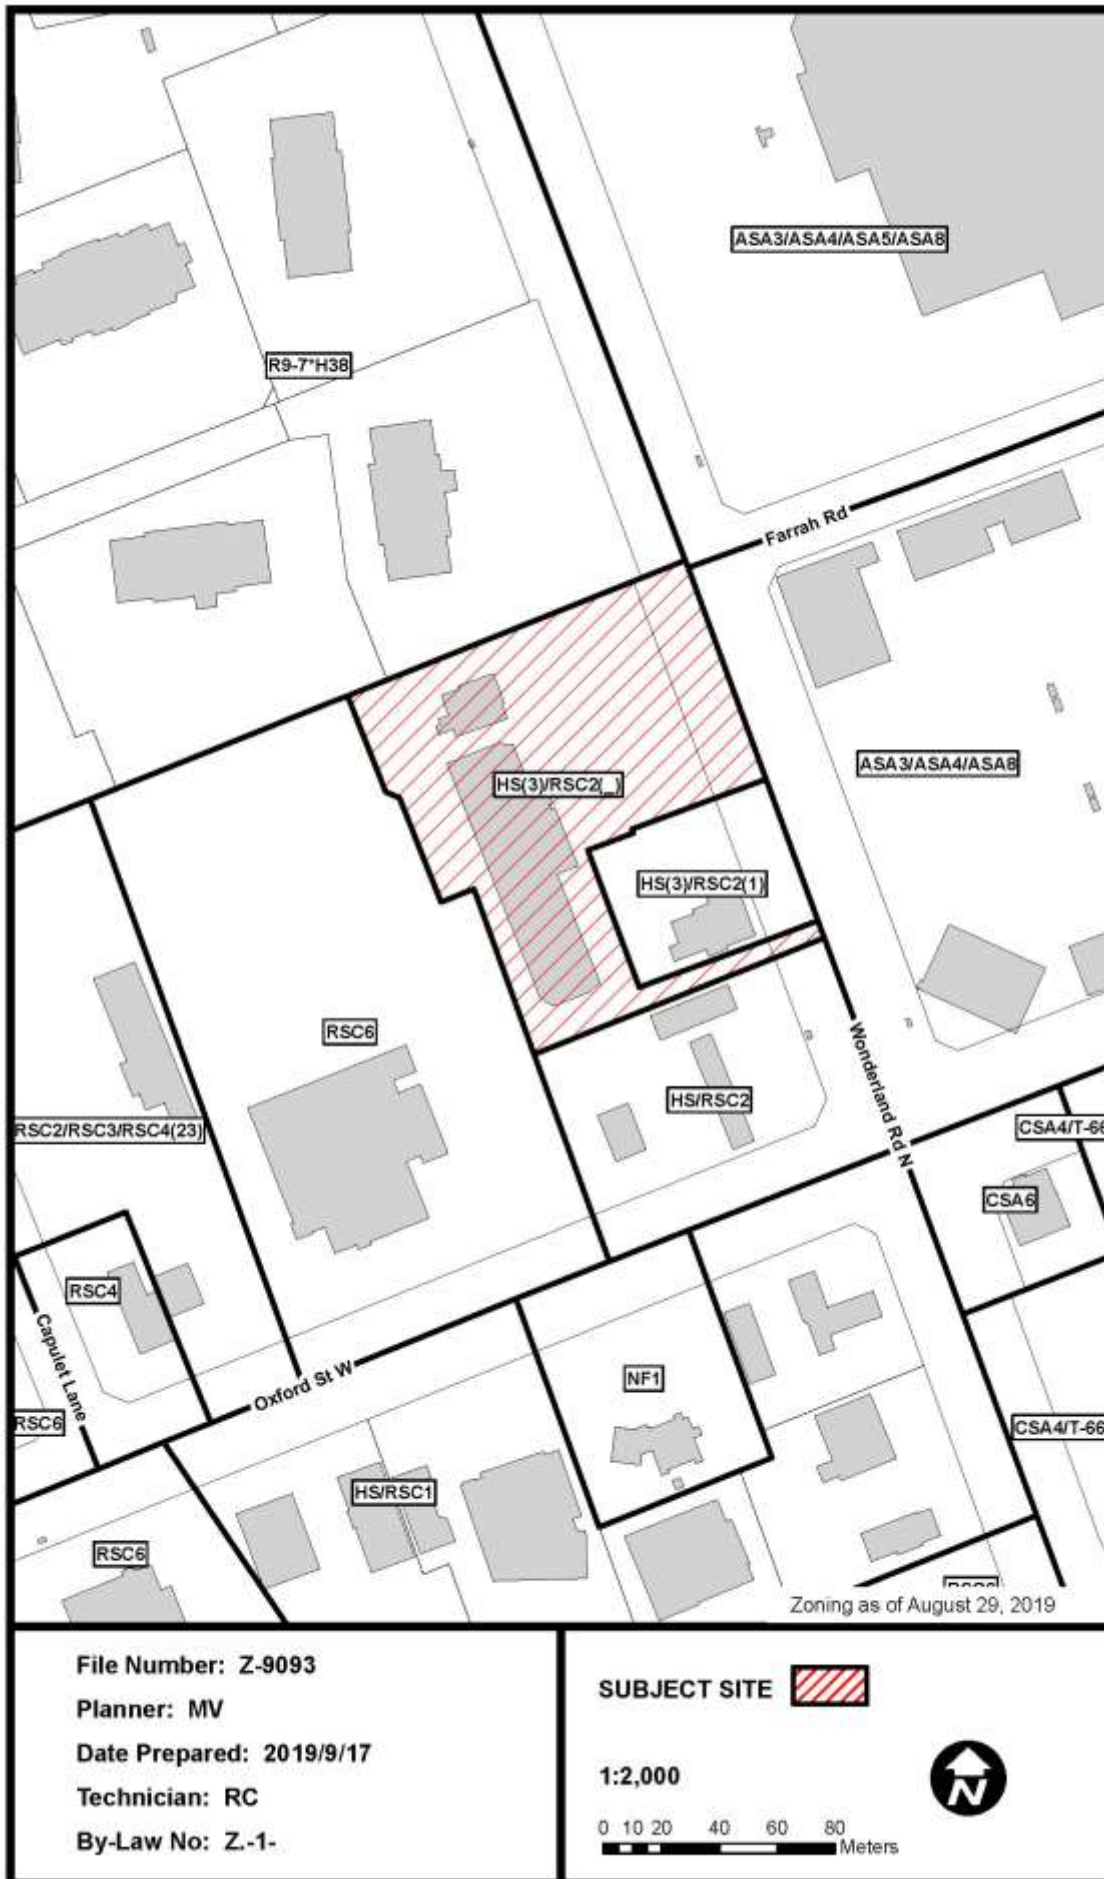 ASA3/ASA4/ASA5/ASA8
R9-7*H38
Farrah Rd
ASA3/ASA4/ASA8
HS(3)/RSC2(_)
HS(3)/RSC2(1)
RSC6
Wonderland Rd N
HS/RSC2
RSC2/RSC3/RSC4(23)
CSA4/T-66
CSA6
RSC4
Capulet Lane
Oxford St W
NF1
RSC6
CSA4/T-66
HS/RSC1
RSC6
Zoning as of August 29, 2019
File Number: Z-9093
Planner: MV
Date Prepared: 2019/9/17
Technician: RC
By-Law No: Z.-1-
SUBJECT SITE
1:2,000
0 10 20 40 60 80
Meters
N